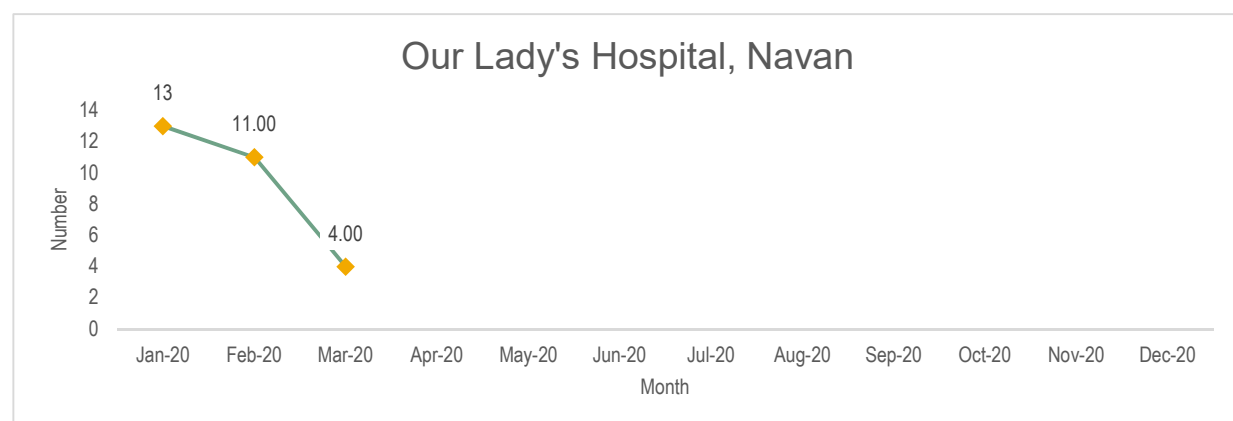 Our Lady's Hospital, Navan
13
11.00
4.00
14
12
10
8
6
4
2
0
Number
Jan-20 Feb-20 Mar-20 Apr-20 May-20 Jun-20 Jul-20 Aug-20 Sep-20 Oct-20 Nov-20 Dec-20
Month